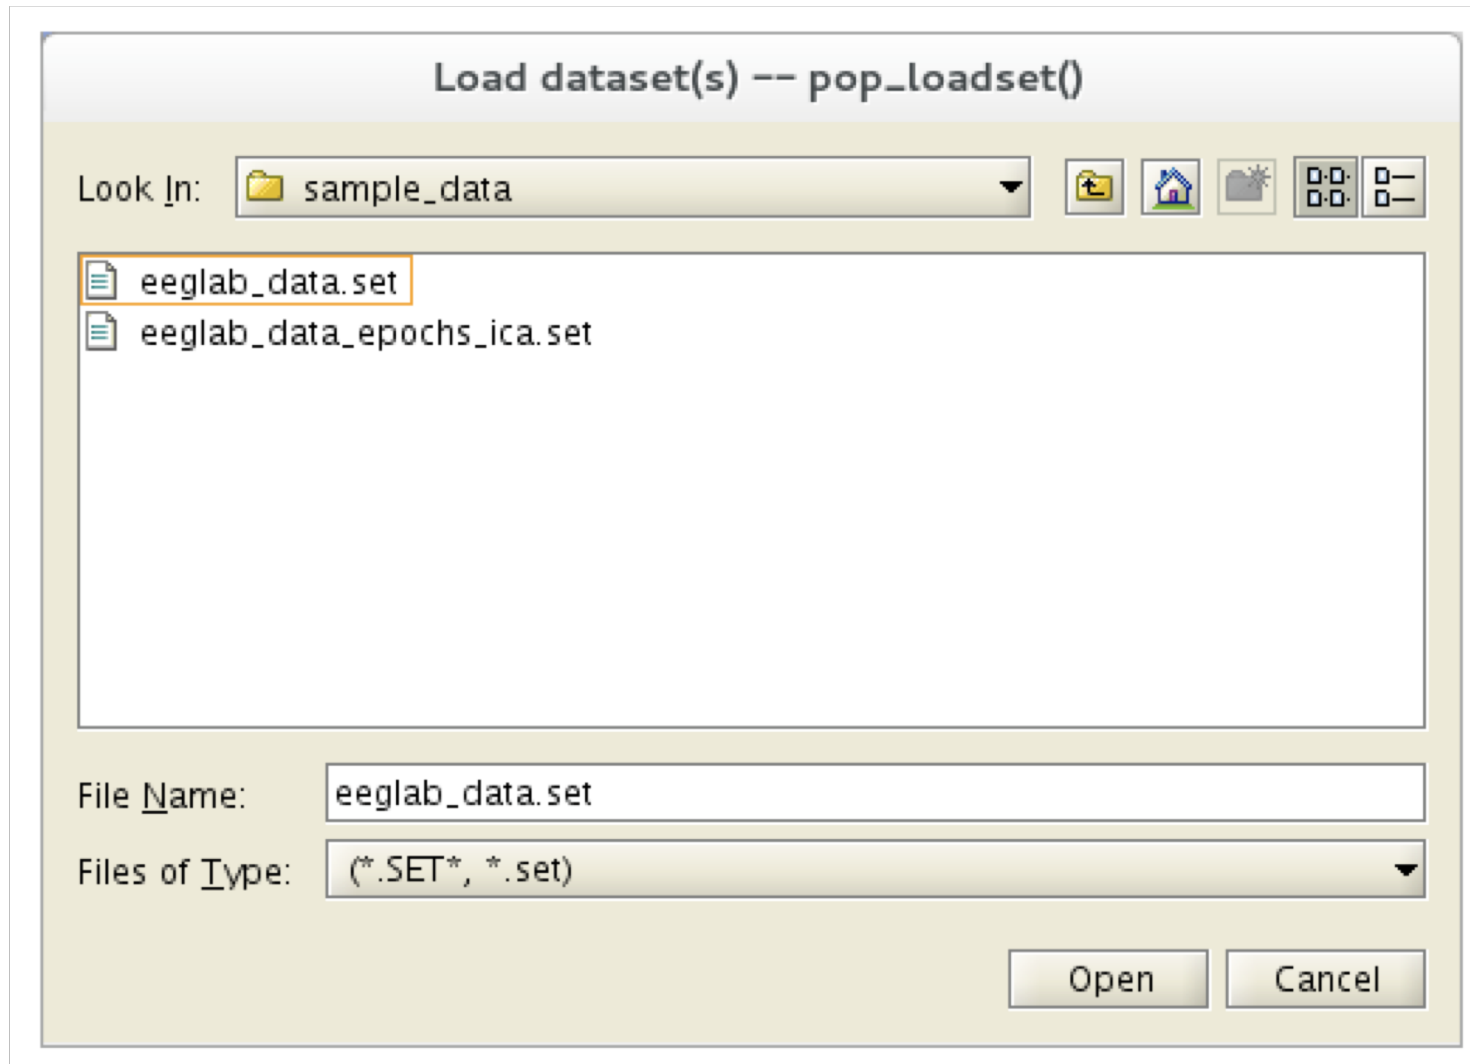 Load dataset(s) -- pop_loadset()
Look In: sample_data
eeglab_data.set
eeglab_data_epochs_ica.set
File Name: eeglab_data.set
Files of Type: (*.SET*, *.set)
Open Cancel